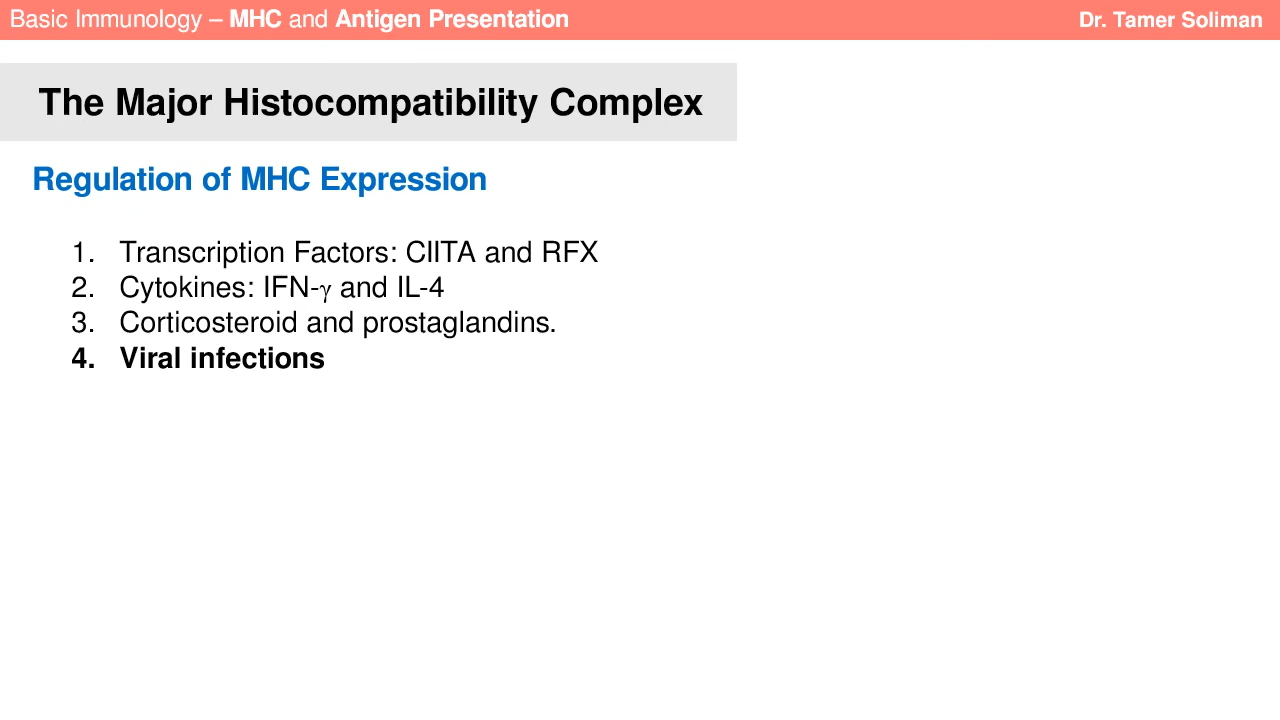 Basic Immunology – MHC and Antigen Presentation
Dr. Tamer Soliman
The Major Histocompatibility Complex
Regulation of MHC Expression
1. Transcription Factors: CIITA and RFX
2. Cytokines: IFN-γ and IL-4
3. Corticosteroid and prostaglandins.
4. Viral infections